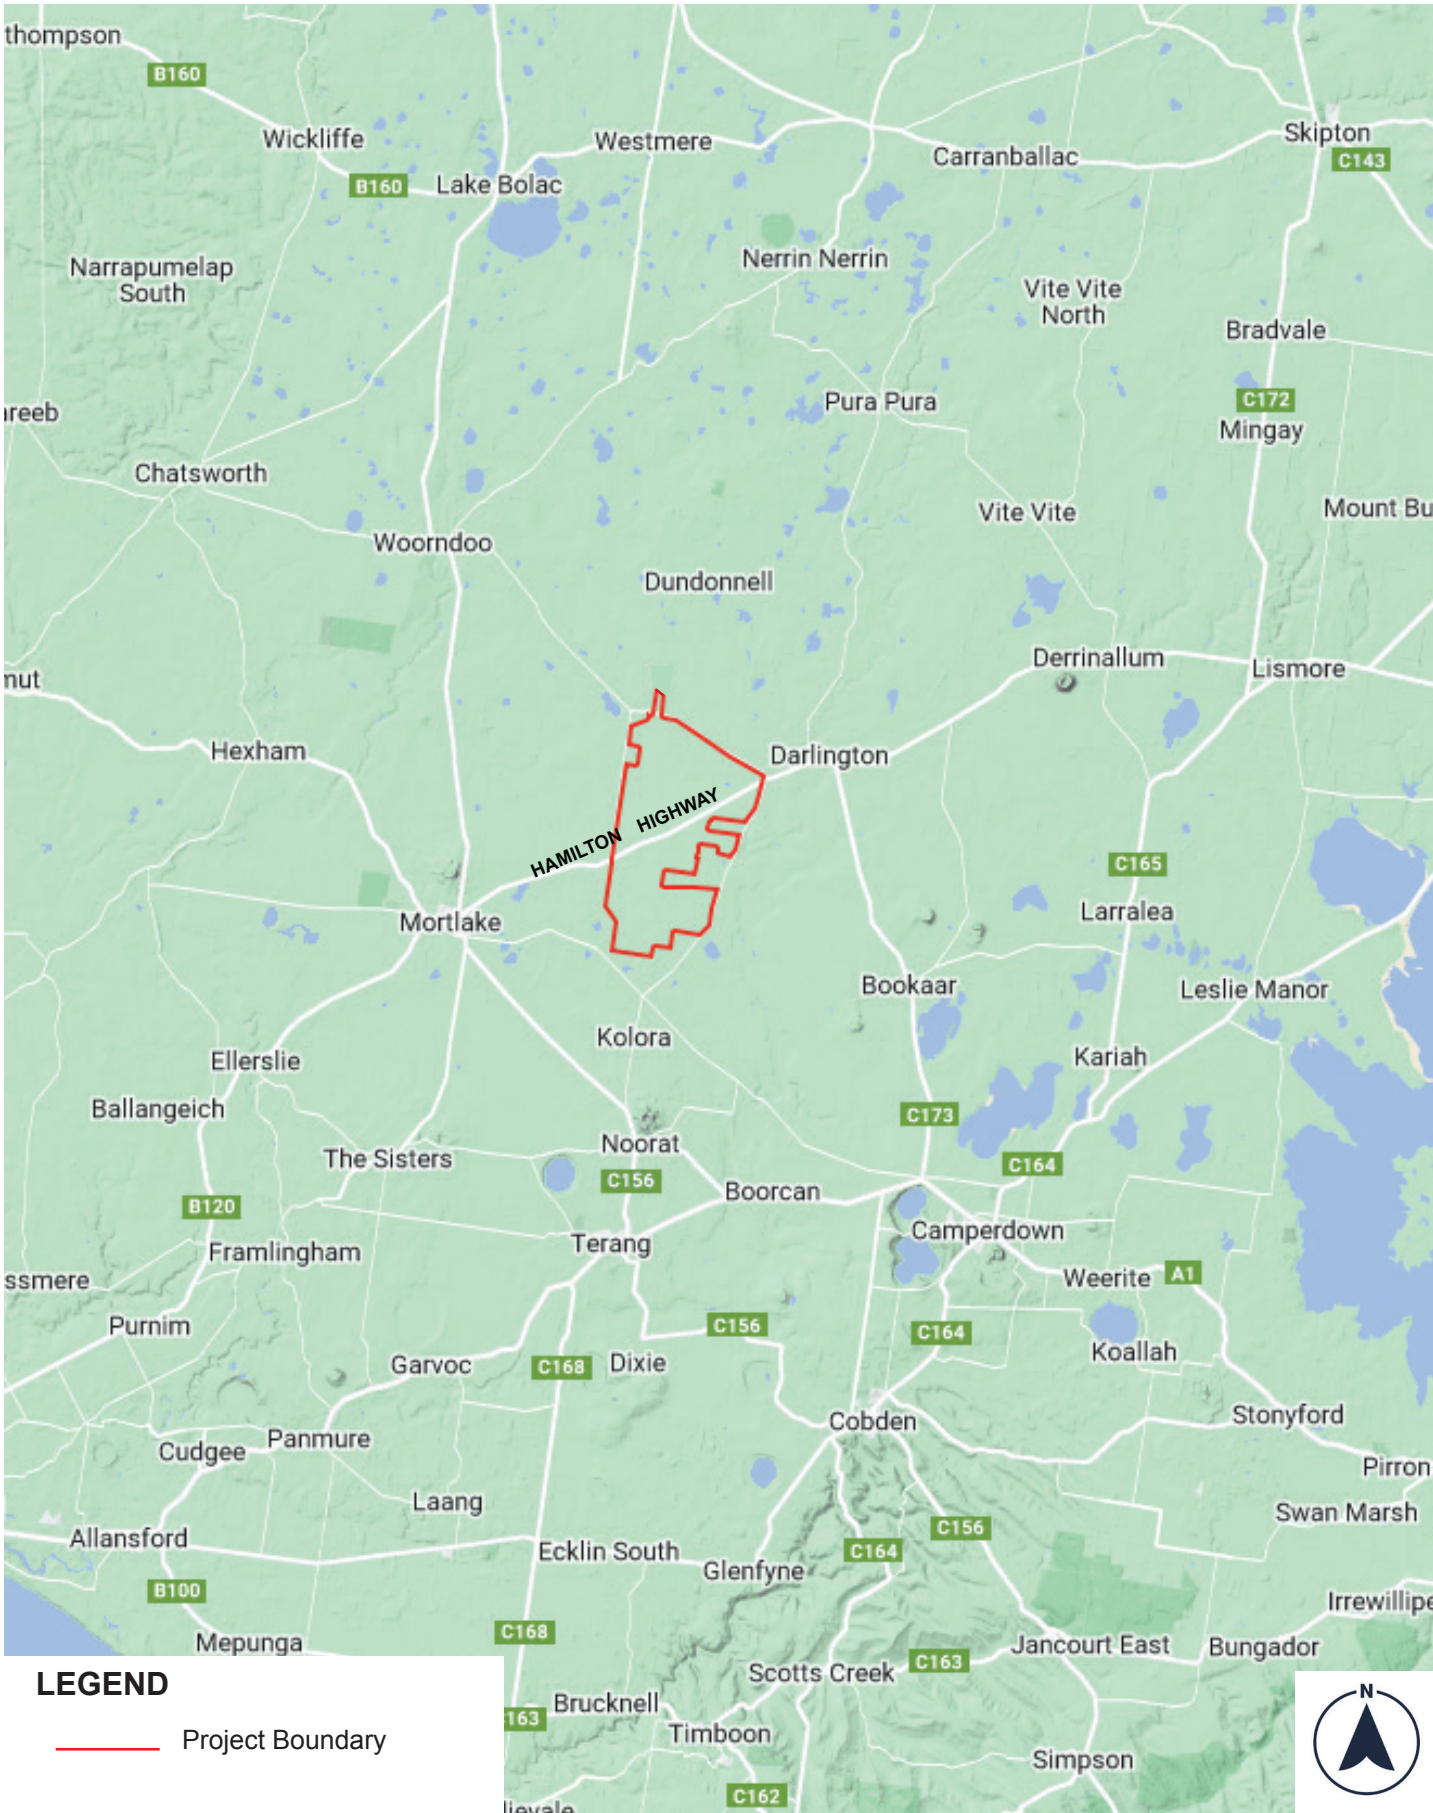 thompson
B160
Wickliffe
Westmere
Skipton
Carranballac
C143
B160
Lake Bolac
Nerrin Nerrin
Narrapumelap
South
Vite Vite
North
Bradvale
C172
Pura Pura
areeb
Mingay
Chatsworth
Vite Vite
Mount Bu
Woorndoo
Dundonnell
Derrinallum
Lismore
mut
Hexham
Darlington
HAMILTON HIGHWAY
C165
Larralea
Mortlake
Bookaar
Leslie Manor
Kolora
Kariah
Ellerslie
Ballangeich
C173
Noorat
The Sisters
C164
C156
Boorcan
B120
Camperdown
Terang
Framlingham
ssmere
Weerite
A1
Purnim
C156
C164
Koallah
Garvoc
C168
Dixie
Stonyford
Cobden
Panmure
Cudgee
Pirron
Laang
Swan Marsh
C156
Allansford
Ecklin South
C164
Glenfyne
B100
Irrewillipe
C168
Mepunga
Jancourt East
Bungador
C163
Scotts Creek
LEGEND
Brucknell
163
Timboon
Project Boundary
Simpson
C162
N